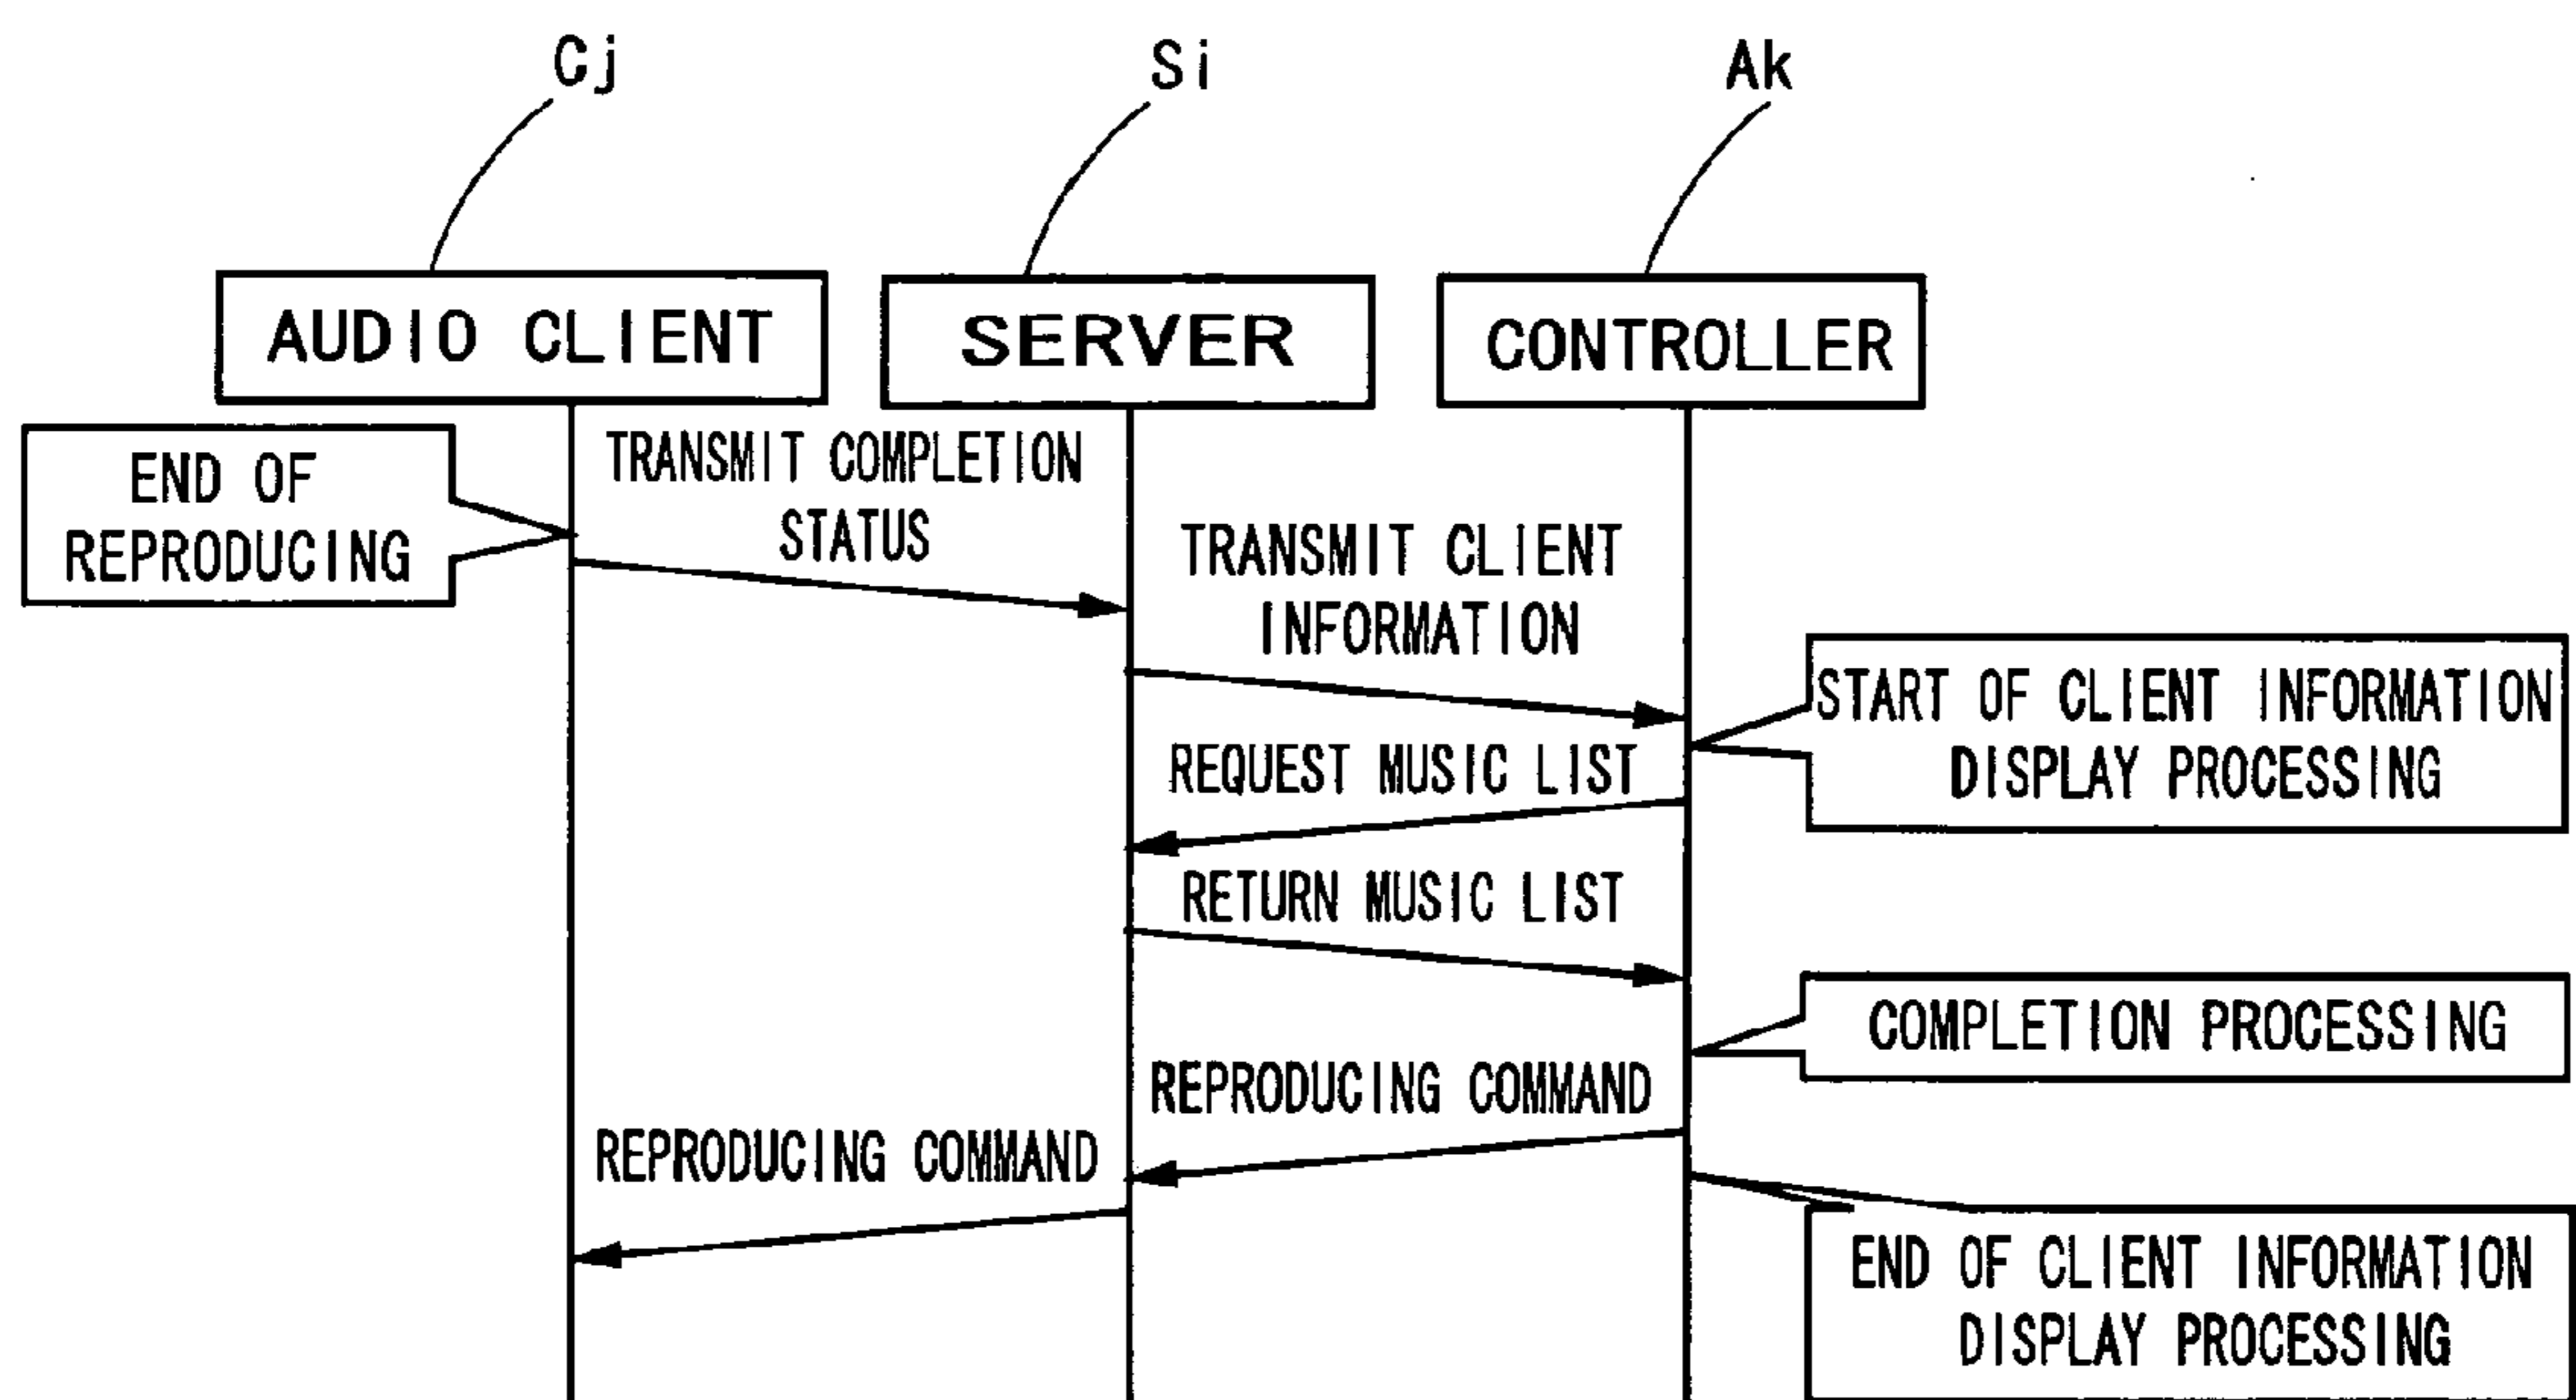 Cj
Si
Ak
AUDIO CLIENT
SERVER
CONTROLLER
END OF
REPRODUCING
TRANSMIT COMPLETION
STATUS
TRANSMIT CLIENT
INFORMATION
START OF CLIENT INFORMATION
DISPLAY PROCESSING
REQUEST MUSIC LIST
RETURN MUSIC LIST
COMPLETION PROCESSING
REPRODUCING COMMAND
REPRODUCING COMMAND
END OF CLIENT INFORMATION
DISPLAY PROCESSING